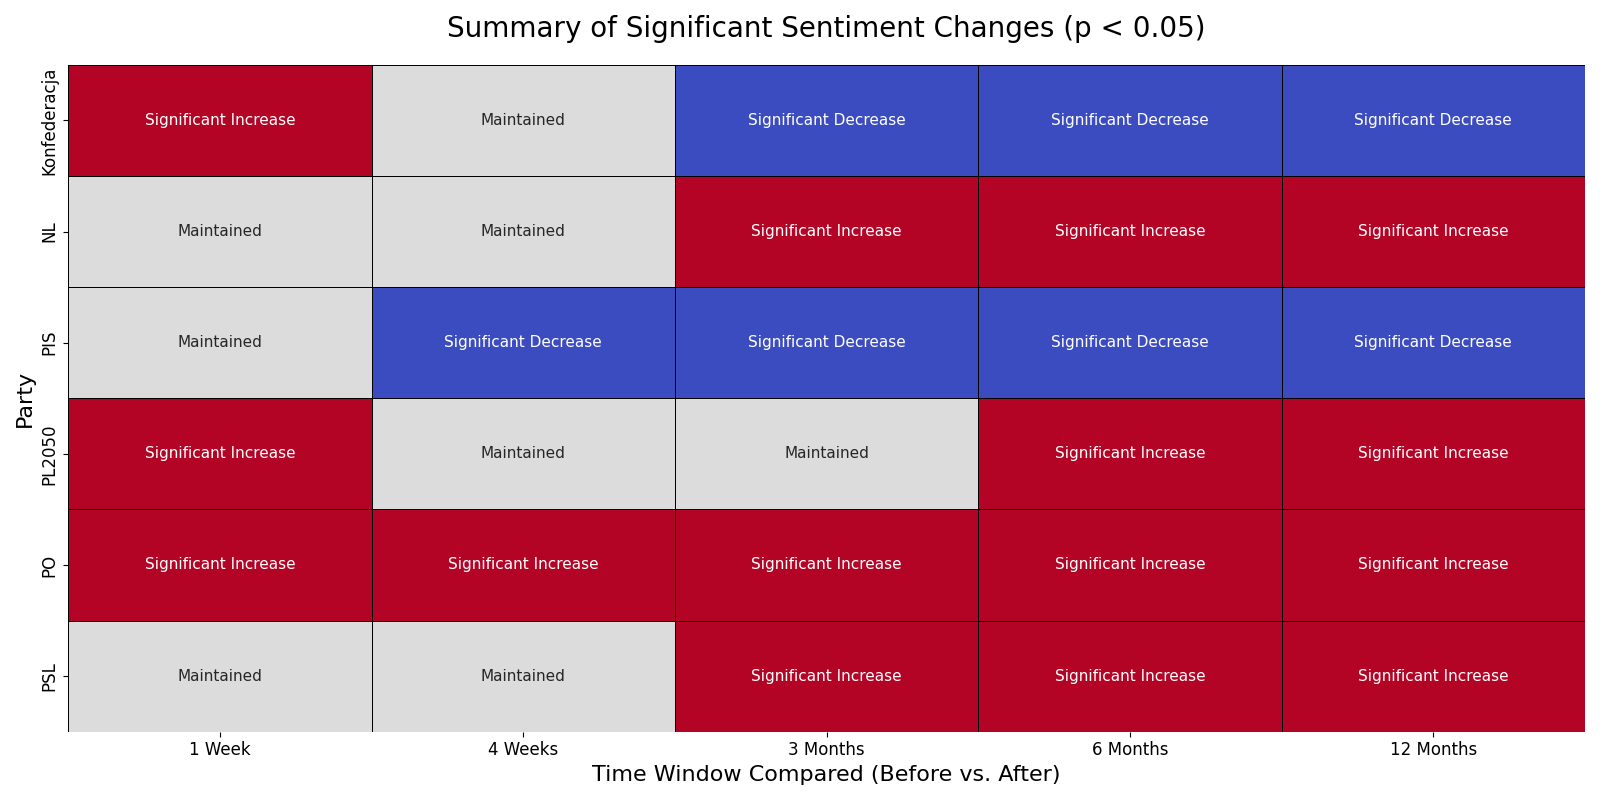 Summary of Significant Sentiment Changes (p < 0.05)
Party
Konfederacja
Significant Increase
Maintained
Significant Decrease
Significant Decrease
Significant Decrease
NL
Maintained
Maintained
Significant Increase
Significant Increase
Significant Increase
PIS
Maintained
Significant Decrease
Significant Decrease
Significant Decrease
Significant Decrease
PL2050
Significant Increase
Maintained
Maintained
Significant Increase
Significant Increase
PO
Significant Increase
Significant Increase
Significant Increase
Significant Increase
Significant Increase
PSL
Maintained
Maintained
Significant Increase
Significant Increase
Significant Increase
1 Week
4 Weeks
3 Months
6 Months
12 Months
Time Window Compared (Before vs. After)